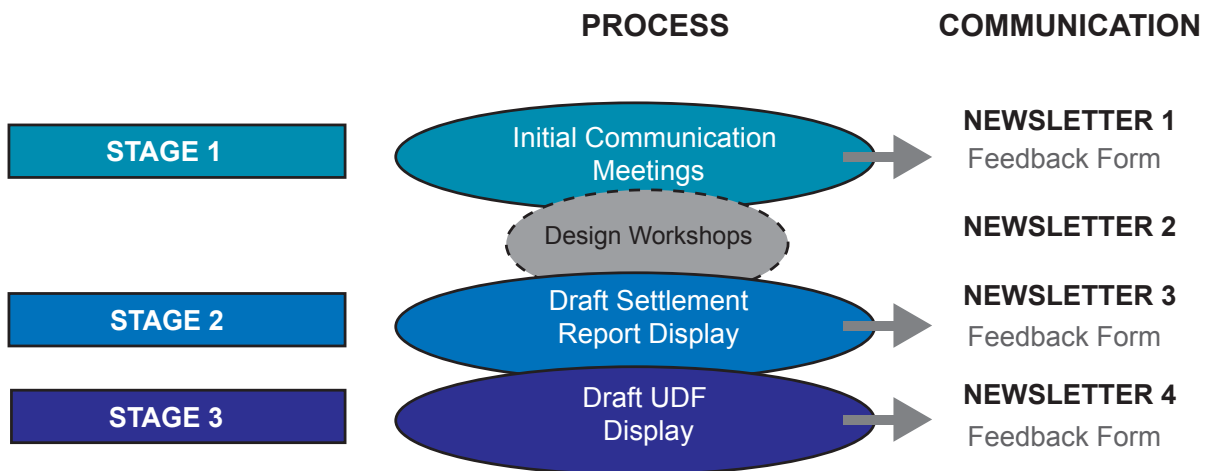 PROCESS
COMMUNICATION
STAGE 1
Initial Communication
Meetings
NEWSLETTER 1
Feedback Form
Design Workshops
NEWSLETTER 2
STAGE 2
Draft Settlement
Report Display
NEWSLETTER 3
Feedback Form
STAGE 3
Draft UDF
Display
NEWSLETTER 4
Feedback Form